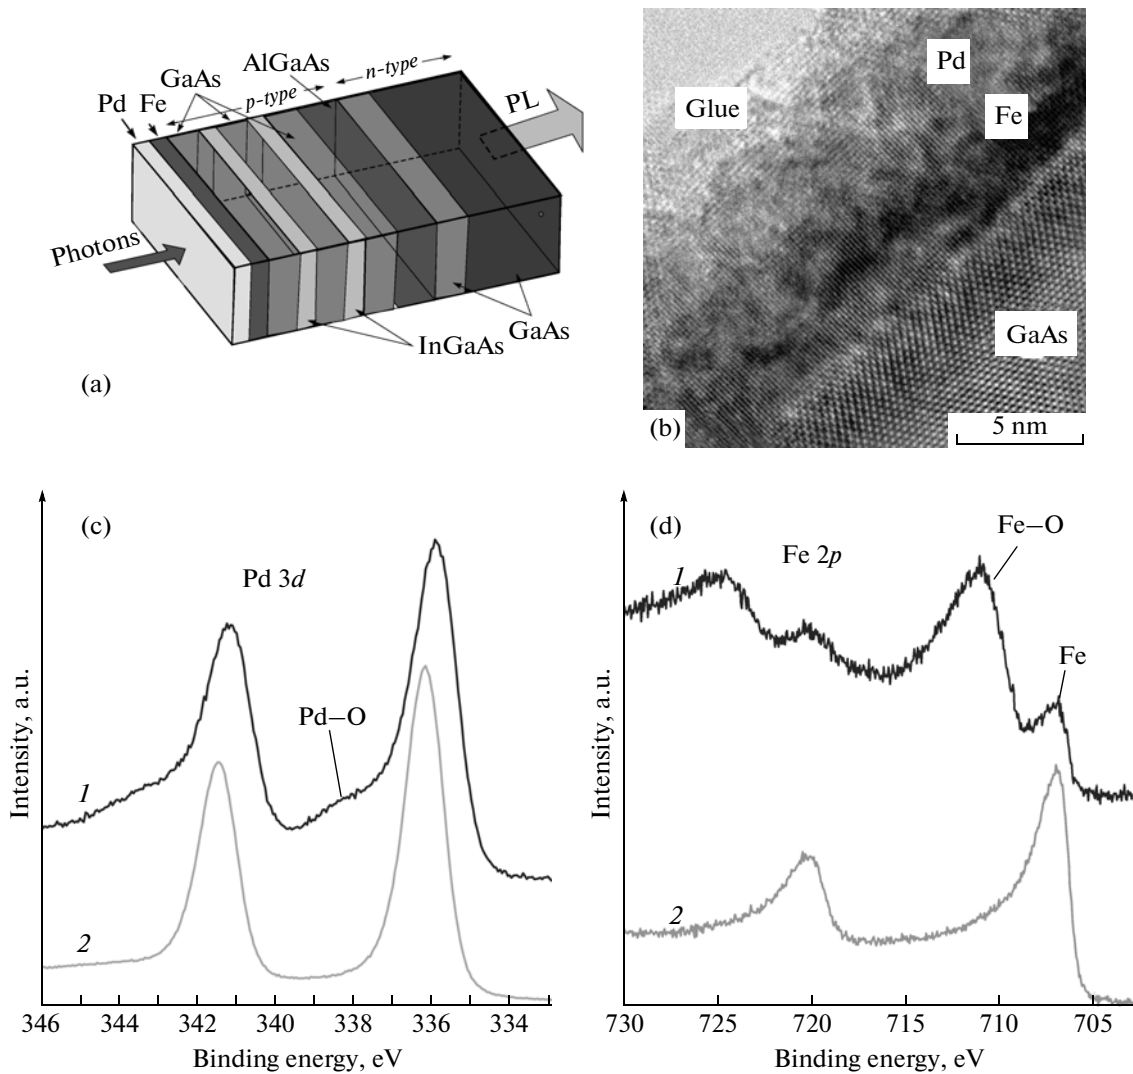 AlGaAs
n-type
GaAs
p-type
Pd Fe
PL
Photons
GaAs
InGaAs
(a)
Pd
Glue
Fe
GaAs
(b)
5 nm
(c)
Pd 3d
Pd–O
1
2
Intensity, a.u.
346 344 342 340 338 336 334
Binding energy, eV
(d)
Fe–O
1
Fe 2p
Fe
2
Intensity, a.u.
730 725 720 715 710 705
Binding energy, eV